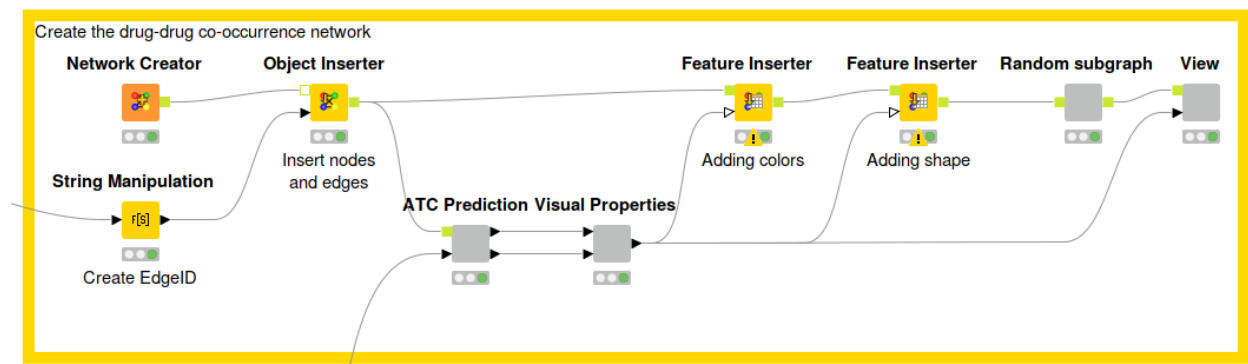 Create the drug-drug co-occurrence network
Network Creator
Object Inserter
Feature Inserter
Feature Inserter
Random subgraph
View
Insert nodes
and edges
Adding colors
Adding shape
String Manipulation
r[s]
Create EdgeID
ATC Prediction
Visual Properties